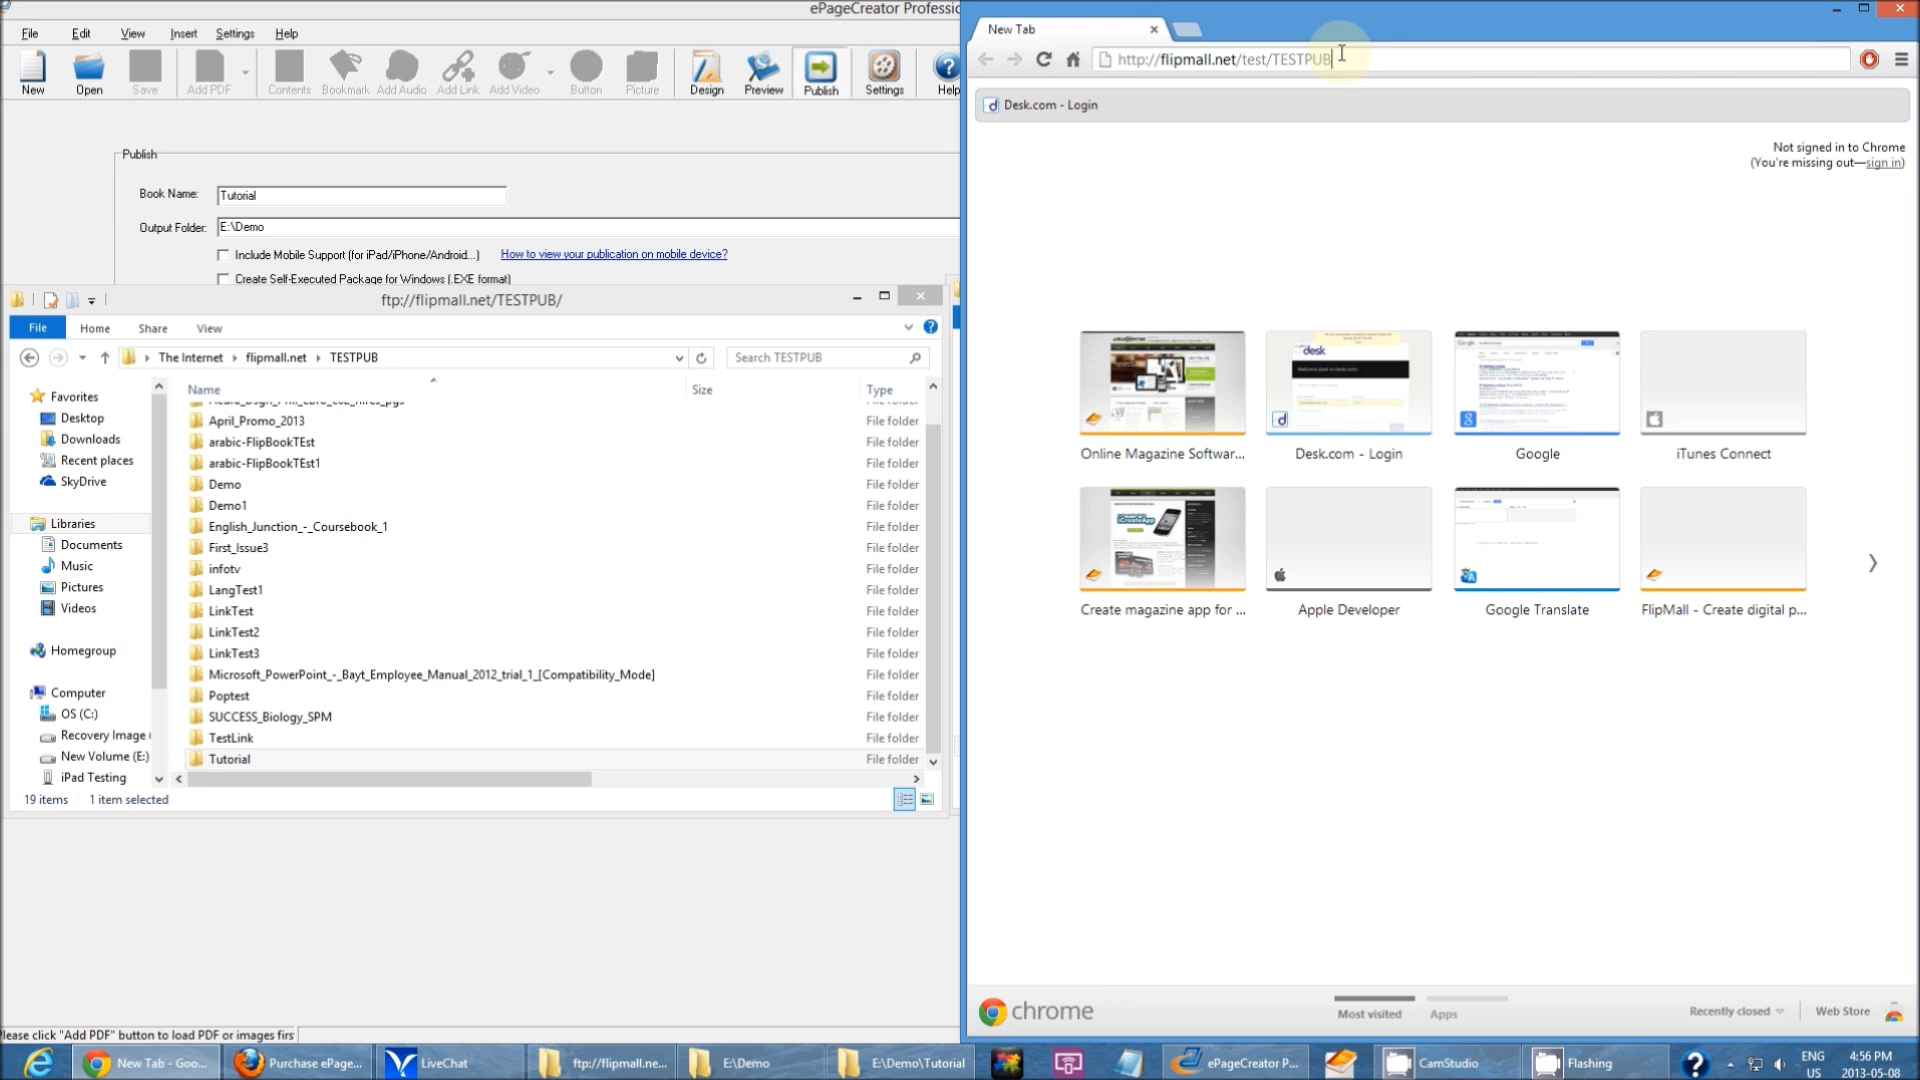 ePageCreator Professio
File Edit View Insert Settings Help
New Open Save Add PDF Contents Bookmark Add Audio Add Link Add Video Button Picture Design Preview Publish Settings Help
Publish
Book Name: Tutorial
Output Folder: E:\Demo
Include Mobile Support (for iPad/iPhone/Android...) How to view your publication on mobile device?
Create Self-Executed Package for Windows (.EXE format)
ftp://flipmall.net/TESTPUB/
File Home Share View
The Internet flipmall.net TESTPUB
Search TESTPUB
Name Size Type
Favorites
Desktop
Downloads
Recent places
SkyDrive
Libraries
Documents
Music
Pictures
Videos
Homegroup
Computer
OS (C:)
Recovery Image (
New Volume (E:)
iPad Testing
File folder
April_Promo_2013 File folder
arabic-FlipBookTEst File folder
arabic-FlipBookTEst1 File folder
Demo File folder
Demo1 File folder
English_Junction_-_Coursebook_1 File folder
First_Issue3 File folder
infotv File folder
LangTest1 File folder
LinkTest File folder
LinkTest2 File folder
LinkTest3 File folder
Microsoft_PowerPoint_-_Bayt_Employee_Manual_2012_trial_1_[Compatibility_Mode] File folder
Poptest File folder
SUCCESS_Biology_SPM File folder
TestLink File folder
Tutorial File folder
19 items 1 item selected
Please click "Add PDF" button to load PDF or images firs
New Tab
http://flipmall.net/test/TESTPUB
Desk.com - Login
Not signed in to Chrome
(You're missing out—sign in)
desk
Online Magazine Softwar... Desk.com - Login Google iTunes Connect
Create magazine app for ... Apple Developer Google Translate FlipMall - Create digital p...
chrome
Most visited Apps
Recently closed Web Store
New Tab - Goo... Purchase ePage... LiveChat ftp://flipmall.ne... E:\Demo E:\Demo\Tutorial ePageCreator P... CamStudio Flashing
ENG
US
4:56 PM
2013-05-08